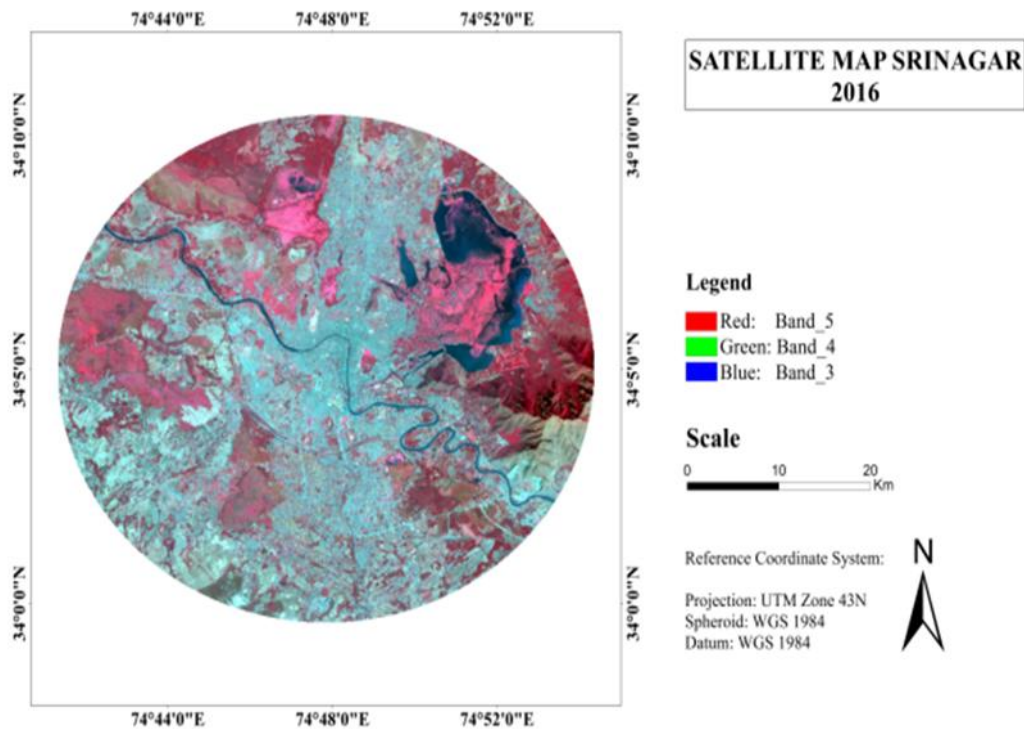 74°44'0"E 74°48'0"E 74°52'0"E
34°10'0"N
34°5'0"N
34°0'0"N
34°10'0"N
34°5'0"N
34°0'0"N
74°44'0"E 74°48'0"E 74°52'0"E
SATELLITE MAP SRINAGAR
2016
Legend
Red: Band_5
Green: Band_4
Blue: Band_3
Scale
0 10 20
Km
Reference Coordinate System:
N
Projection: UTM Zone 43N
Spheroid: WGS 1984
Datum: WGS 1984